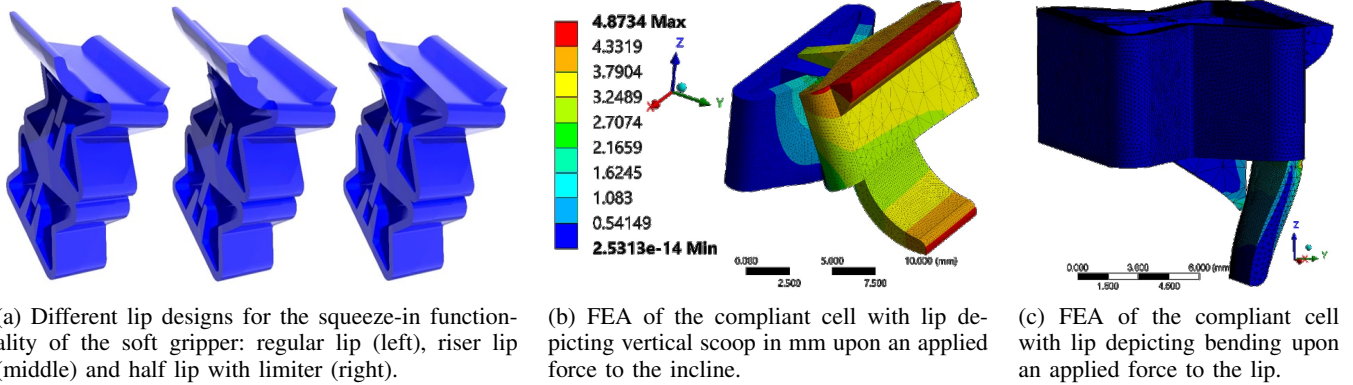 4.8734 Max
4.3319
3.7904
3.2489
2.7074
2.1659
1.6245
1.083
0.54149
2.5313e-14 Min
Z
X
Y
0.000
5.000
10.000 (mm)
2.500
7.500
0.000
3.000
6.000 (mm)
1.500
4.500
Z
X
Y
(a) Different lip designs for the squeeze-in function-
ality of the soft gripper: regular lip (left), riser lip
(middle) and half lip with limiter (right).
(b) FEA of the compliant cell with lip de-
picting vertical scoop in mm upon an applied
force to the incline.
(c) FEA of the compliant cell
with lip depicting bending upon
an applied force to the lip.